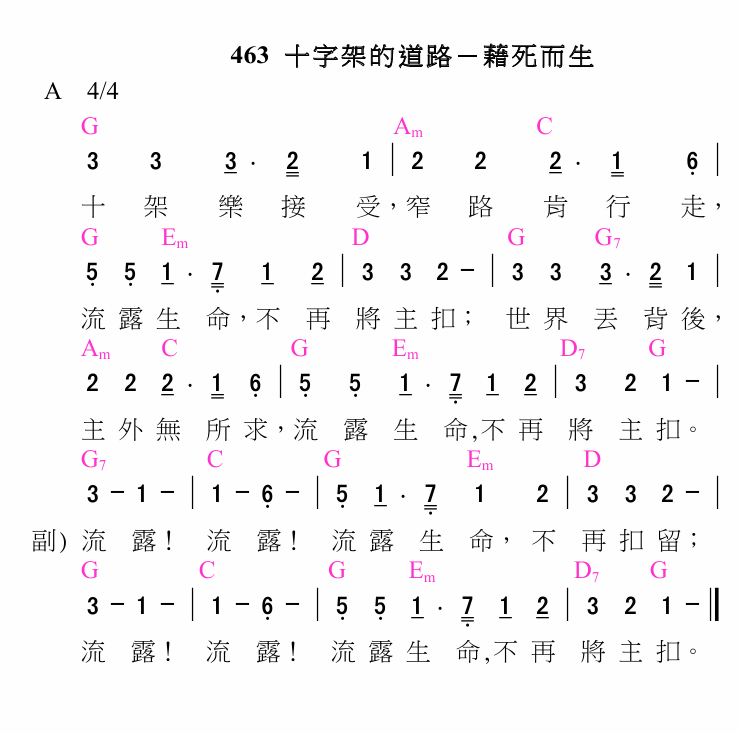 463 十字架的道路－藉死而生
A 4/4
G Am C
3 3 3 · 2 1 | 2 2 2 · 1 6 |
十 架 樂 接 受，窄 路 肯 行 走，
G Em D G G7
5 5 1 · 7 1 2 | 3 3 2 – | 3 3 3 · 2 1 |
流 露 生 命，不 再 將 主 扣； 世 界 丟 背 後，
Am C G Em D7 G
2 2 2 · 1 6 | 5 5 1 · 7 1 2 | 3 2 1 – |
主 外 無 所 求，流 露 生 命,不 再 將 主 扣。
G7 C G Em D
3 – 1 – | 1 – 6 – | 5 1 · 7 1 2 | 3 3 2 – |
副) 流 露！ 流 露！ 流 露 生 命， 不 再 扣 留；
G C G Em D7 G
3 – 1 – | 1 – 6 – | 5 5 1 · 7 1 2 | 3 2 1 – ‖
流 露！ 流 露！ 流 露 生 命,不 再 將 主 扣。